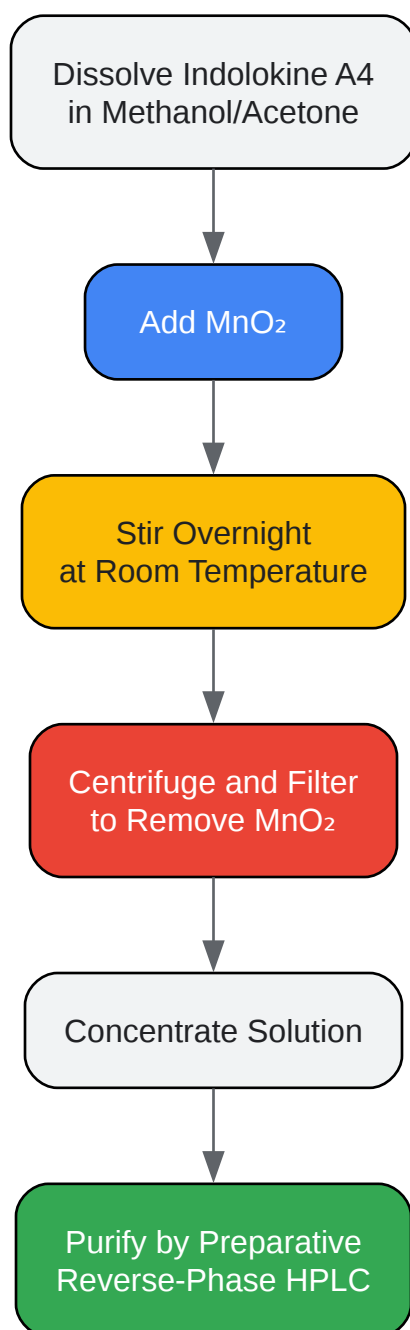 Dissolve Indolokine A4
in Methanol/Acetone
Add MnO₂
Stir Overnight
at Room Temperature
Centrifuge and Filter
to Remove MnO₂
Concentrate Solution
Purify by Preparative
Reverse-Phase HPLC